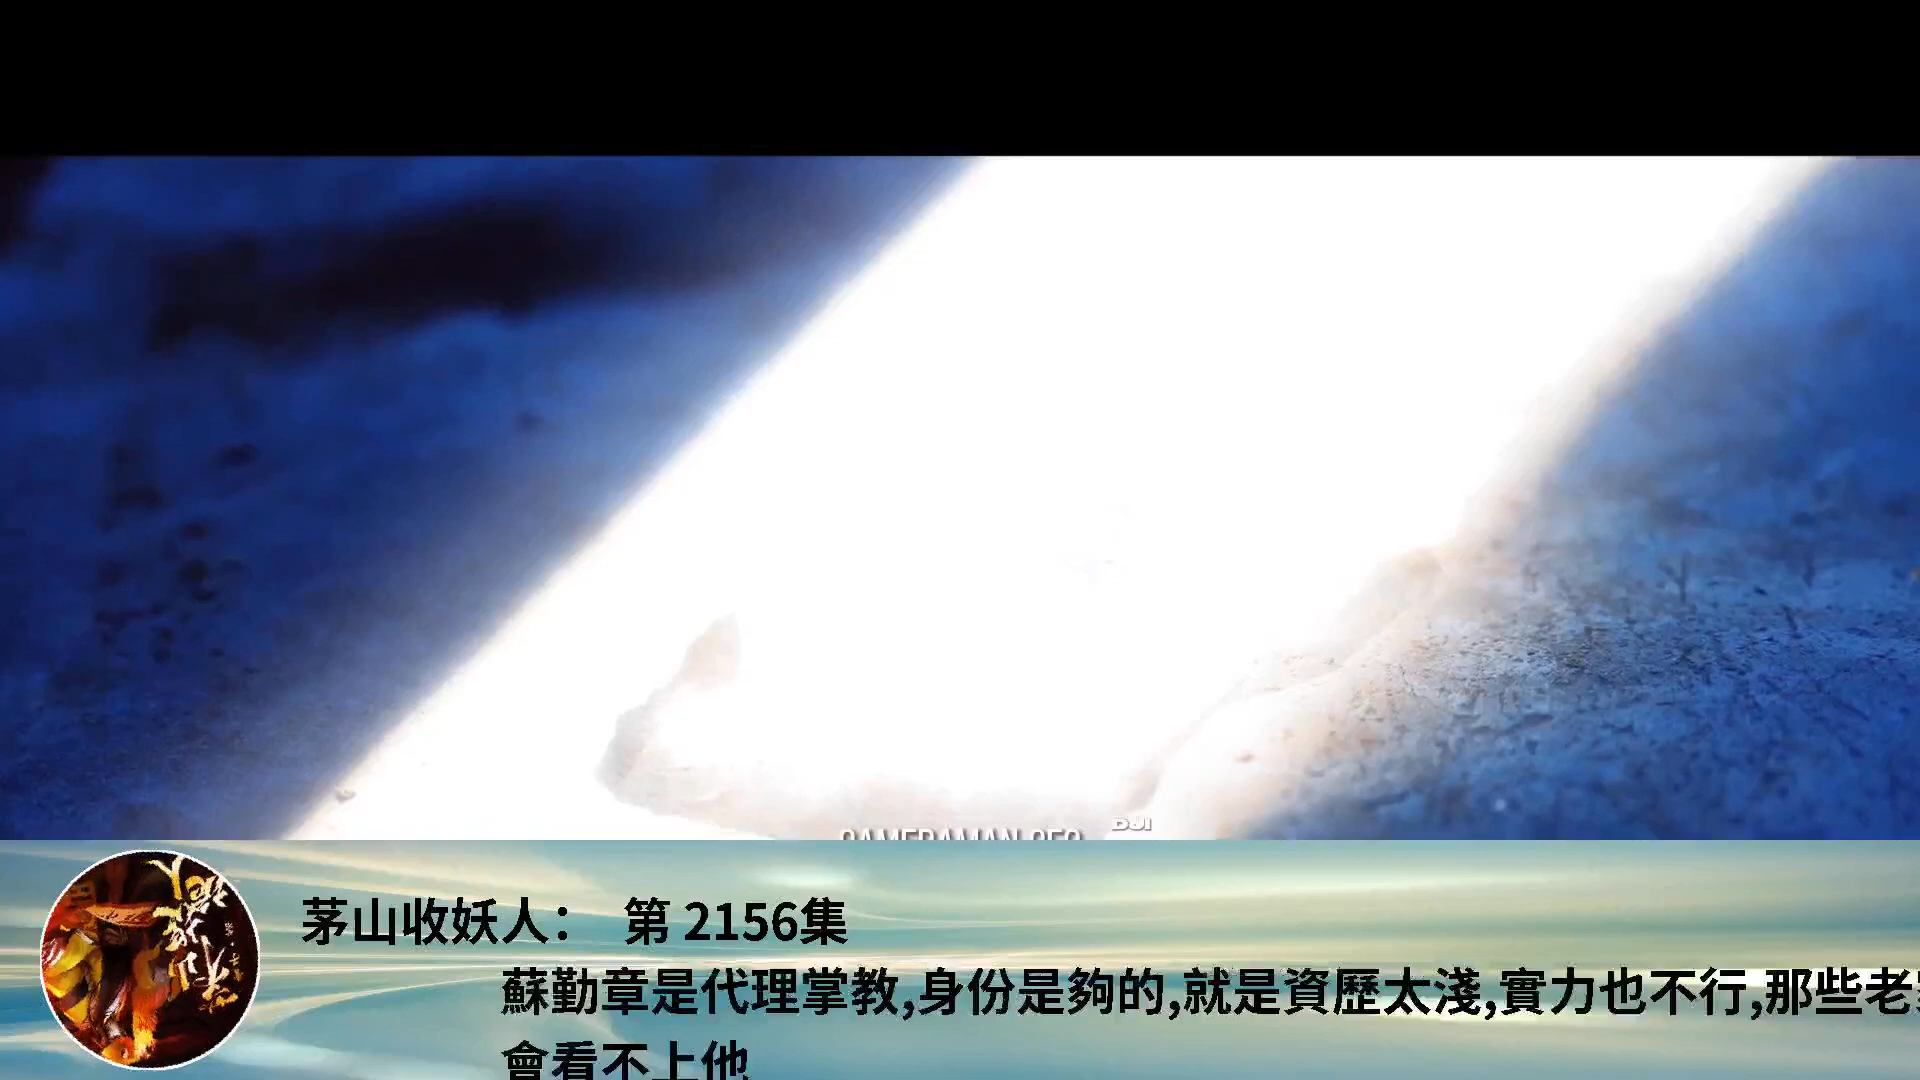 DJI
茅山收妖人： 第 2156集
蘇勤章是代理掌教,身份是夠的,就是資歷太淺,實力也不行,那些老
會看不上他